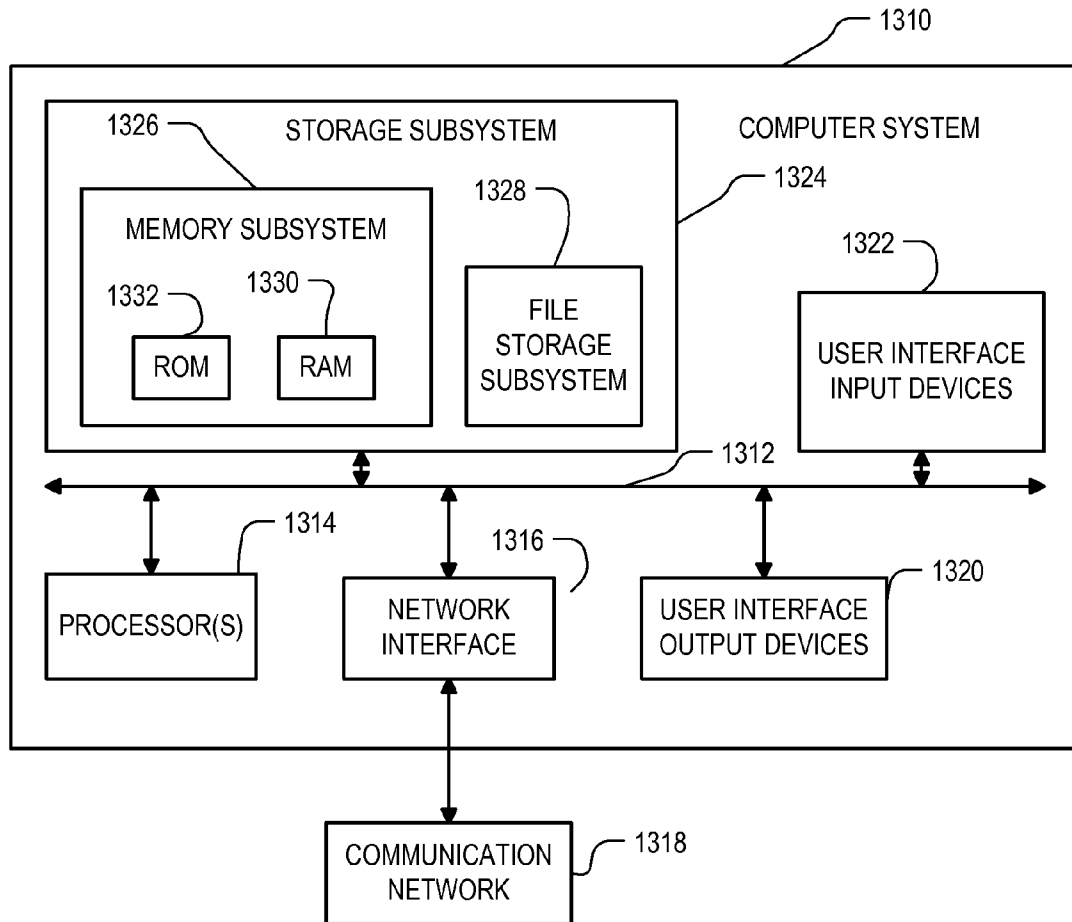 1310
1326
STORAGE SUBSYSTEM
COMPUTER SYSTEM
1324
1328
MEMORY SUBSYSTEM
1322
1332
1330
FILE
STORAGE
SUBSYSTEM
ROM
RAM
USER INTERFACE
INPUT DEVICES
1312
1314
1316
1320
PROCESSOR(S)
NETWORK
INTERFACE
USER INTERFACE
OUTPUT DEVICES
COMMUNICATION
NETWORK
1318